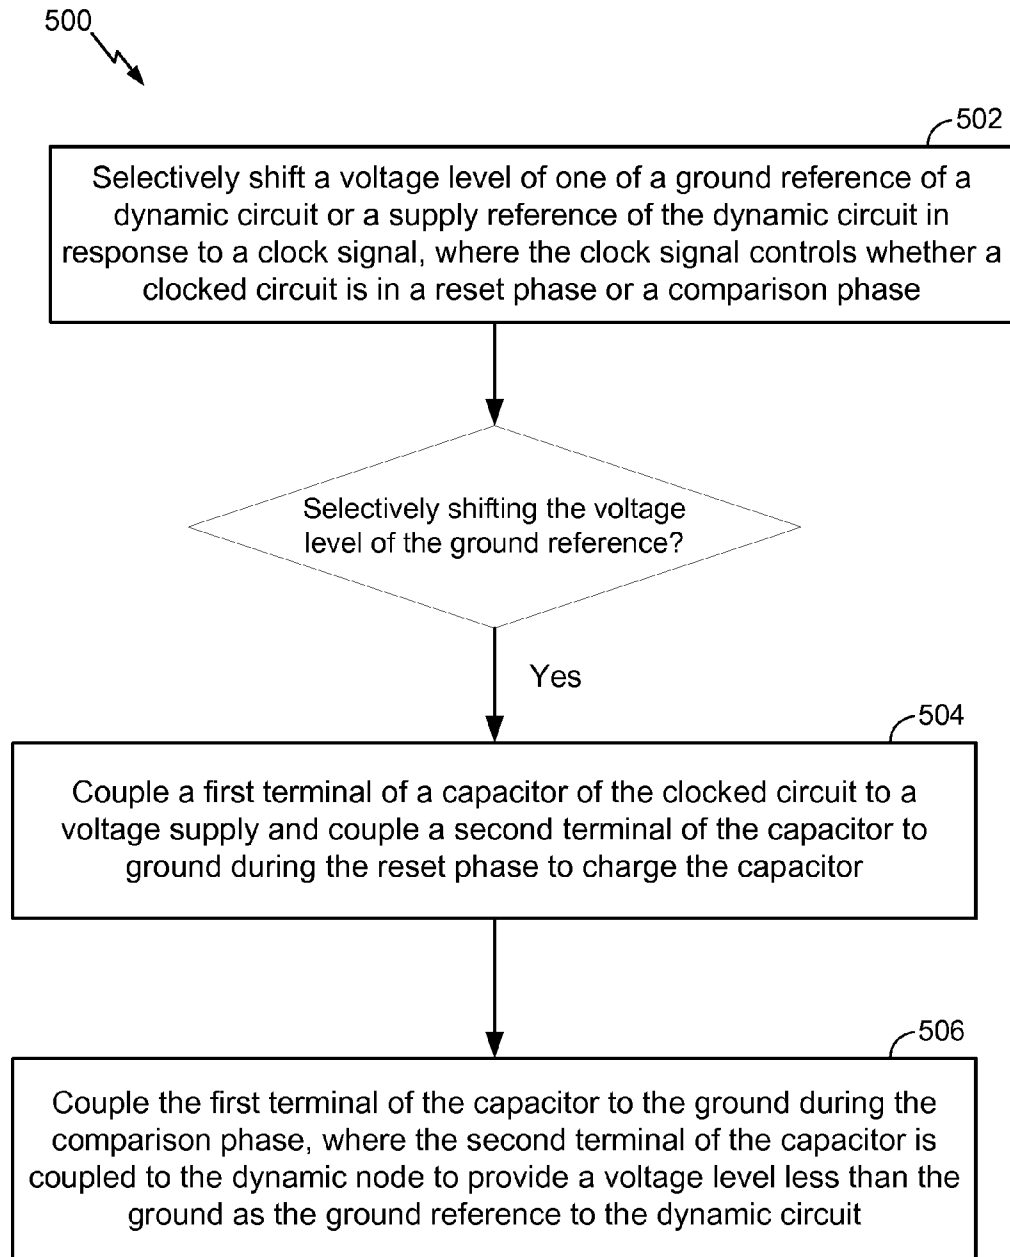 500
502
Selectively shift a voltage level of one of a ground reference of a
dynamic circuit or a supply reference of the dynamic circuit in
response to a clock signal, where the clock signal controls whether a
clocked circuit is in a reset phase or a comparison phase
Selectively shifting the voltage
level of the ground reference?
Yes
504
Couple a first terminal of a capacitor of the clocked circuit to a
voltage supply and couple a second terminal of the capacitor to
ground during the reset phase to charge the capacitor
506
Couple the first terminal of the capacitor to the ground during the
comparison phase, where the second terminal of the capacitor is
coupled to the dynamic node to provide a voltage level less than the
ground as the ground reference to the dynamic circuit